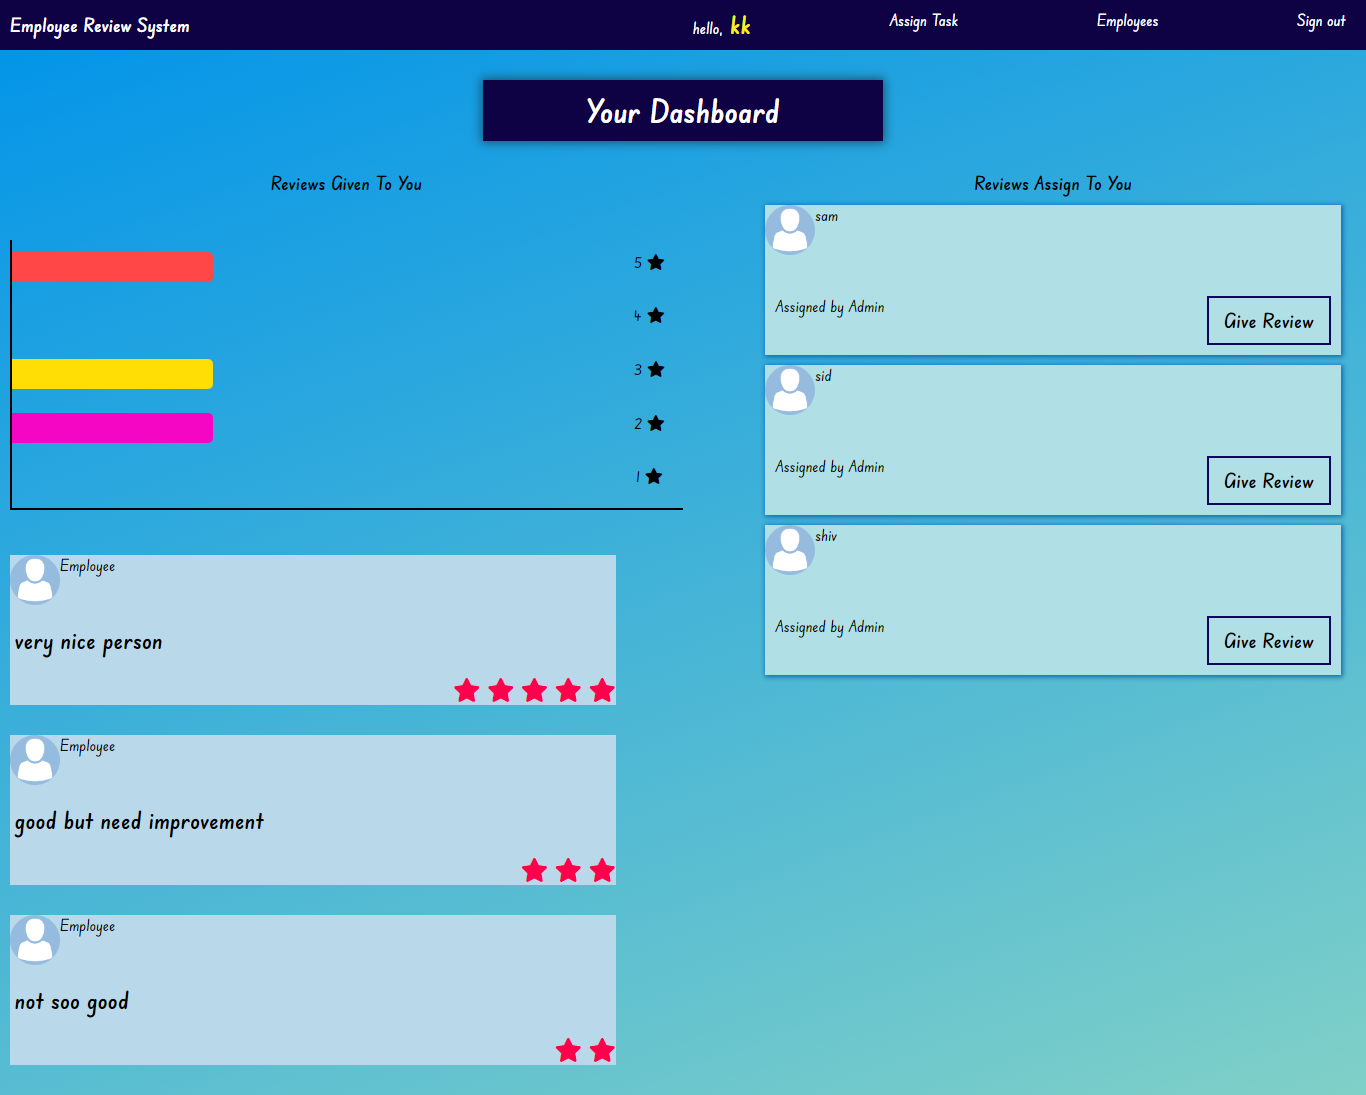 Employee Review System
hello, kk
Assign Task
Employees
Sign out
Your Dashboard
Reviews Given To You
5
4
3
2
1
Employee
very nice person
Employee
good but need improvement
Employee
not soo good
Reviews Assign To You
sam
Assigned by Admin
Give Review
sid
Assigned by Admin
Give Review
shiv
Assigned by Admin
Give Review